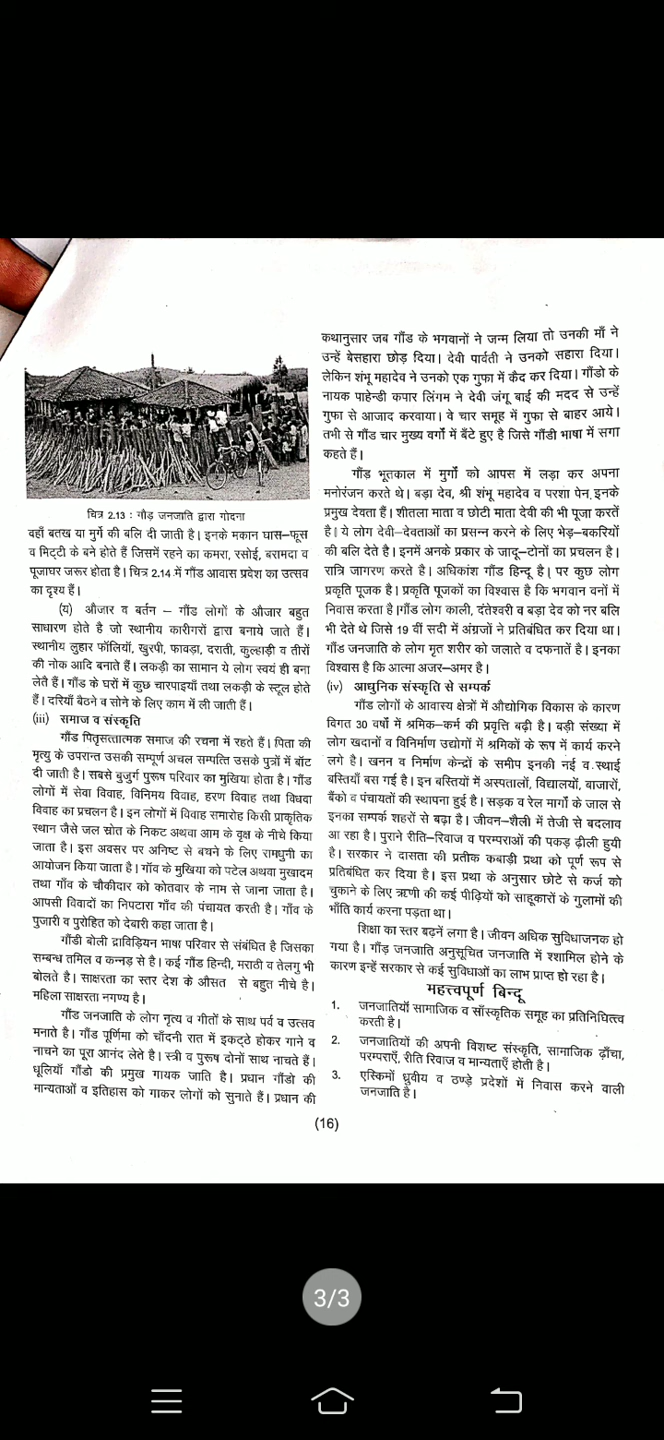 चित्र 2.13 : गौड़ जनजाति द्वारा गोदना
वहाँ बतख या मुर्गे की बलि दी जाती है। इनके मकान घास–फूस
व मिट्टी के बने होते हैं जिसमें रहने का कमरा, रसोई, बरामदा व
पूजाघर जरूर होता है। चित्र 2.14 में गौंड आवास प्रवेश का उत्सव
का दृश्य हैं।
(य) औजार व बर्तन – गौंड लोगों के औजार बहुत
साधारण होते है जो स्थानीय कारीगरों द्वारा बनाये जाते हैं।
स्थानीय लुहार फॉलियॉ, खुरपी, फावड़ा, दराती, कुल्हाड़ी व तीरों
की नोक आदि बनाते हैं। लकड़ी का सामान ये लोग स्वयं ही बना
लेते हैं। गौंड के घरों में कुछ चारपाइयाँ तथा लकड़ी के स्टूल होते
हैं। दरियाँ बैठने व सोने के लिए काम में ली जाती हैं।
(iii) समाज व संस्कृति
गौंड पितृसत्तात्मक समाज की रचना में रहते हैं। पिता की
मृत्यु के उपरान्त उसकी सम्पूर्ण अचल सम्पत्ति उसके पुत्रों में बॉट
दी जाती है। सबसे बुजुर्ग पुरूष परिवार का मुखिया होता है। गौंड
लोगों में सेवा विवाह, विनिमय विवाह, हरण विवाह तथा विधवा
विवाह का प्रचलन है। इन लोगों में विवाह समारोह किसी प्राकृतिक
स्थान जैसे जल स्रोत के निकट अथवा आम के वृक्ष के नीचे किया
जाता है। इस अवसर पर अनिष्ट से बचने के लिए रामधुनी का
आयोजन किया जाता है। गॉव के मुखिया को पटेल अथवा मुखादम
तथा गाँव के चौकीदार को कोतवार के नाम से जाना जाता है।
आपसी विवादों का निपटारा गाँव की पंचायत करती है। गाँव के
पुजारी व पुरोहित को देबारी कहा जाता है।
गौंडी बोली द्राविड़ियन भाषा परिवार से संबंधित है जिसका
सम्बन्ध तमिल व कन्नड़ से है। कई गौंड हिन्दी, मराठी व तेलगु भी
बोलते है। साक्षरता का स्तर देश के औसत से बहुत नीचे है।
महिला साक्षरता नगण्य है।
गौंड जनजाति के लोग नृत्य व गीतों के साथ पर्व व उत्सव
मनाते है। गौंड पूर्णिमा को चाँदनी रात में इकट्ठे होकर गाने व
नाचने का पूरा आनंद लेते है। स्त्री व पुरूष दोनों साथ नाचते हैं।
धूलियाँ गौंडो की प्रमुख गायक जाति है। प्रधान गौंडो की
मान्यताओं व इतिहास को गाकर लोगों को सुनाते हैं। प्रधान की
कथानुसार जब गौंड के भगवानों ने जन्म लिया तो उनकी माँ ने
उन्हें बेसहारा छोड़ दिया। देवी पार्वती ने उनको सहारा दिया।
लेकिन शंभू महादेव ने उनको एक गुफा में कैद कर दिया। गौंडो के
नायक पाहेन्डी कपार लिंगम ने देवी जंगू बाई की मदद से उन्हें
गुफा से आजाद करवाया। वे चार समूह में गुफा से बाहर आये।
तभी से गौंड चार मुख्य वर्गो में बँटे हुए है जिसे गौंडी भाषा में सगा
कहते हैं।
गौंड भूतकाल में मुर्गो को आपस में लड़ा कर अपना
मनोरंजन करते थे। बड़ा देव, श्री शंभू महादेव व परशा पेन इनके
प्रमुख देवता हैं। शीतला माता व छोटी माता देवी की भी पूजा करतें
है। ये लोग देवी–देवताओं का प्रसन्न करने के लिए भेड़–बकरियों
की बलि देते है। इनमें अनके प्रकार के जादू–टोनों का प्रचलन है।
रात्रि जागरण करते है। अधिकांश गौंड हिन्दू है। पर कुछ लोग
प्रकृति पूजक है। प्रकृति पूजकों का विश्वास है कि भगवान वनों में
निवास करता है।गौंड लोग काली, दंतेश्वरी व बड़ा देव को नर बलि
भी देते थे जिसे 19 वीं सदी में अंग्रजों ने प्रतिबंधित कर दिया था।
गौंड जनजाति के लोग मृत शरीर को जलाते व दफनातें है। इनका
विश्वास है कि आत्मा अजर–अमर है।
(iv) आधुनिक संस्कृति से सम्पर्क
गौंड लोगों के आवास्य क्षेत्रों में औद्योगिक विकास के कारण
विगत 30 वर्षों में श्रमिक–कर्म की प्रवृत्ति बढ़ी है। बड़ी संख्या में
लोग खदानों व विनिर्माण उद्योगों में श्रमिकों के रूप में कार्य करने
लगे है। खनन व निर्माण केन्द्रों के समीप इनकी नई व स्थाई
बस्तियाँ बस गई है। इन बस्तियों में अस्पतालों, विद्यालयों, बाजारों,
बैंको व पंचायतों की स्थापना हुई है। सड़क व रेल मार्गो के जाल से
इनका सम्पर्क शहरों से बढ़ा है। जीवन–शैली में तेजी से बदलाव
आ रहा है। पुराने रीति–रिवाज व परम्पराओं की पकड़ ढ़ीली हुयी
है। सरकार ने दासता की प्रतीक कबाड़ी प्रथा को पूर्ण रूप से
प्रतिबंधित कर दिया है। इस प्रथा के अनुसार छोटे से कर्ज को
चुकाने के लिए ऋणी की कई पीढ़ियों को साहूकारों के गुलामों की
भाँति कार्य करना पड़ता था।
शिक्षा का स्तर बढ़नें लगा है। जीवन अधिक सुविधाजनक हो
गया है। गौंड़ जनजाति अनुसूचित जनजाति में श्शामिल होने के
कारण इन्हें सरकार से कई सुविधाओं का लाभ प्राप्त हो रहा है।
महत्त्वपूर्ण बिन्दू
1. जनजातियॉ सामाजिक व सॉस्कृतिक समूह का प्रतिनिधित्त्व
करती है।
2. जनजातियों की अपनी विशष्ट संस्कृति, सामाजिक ढ़ाँचा,
परम्पराऍ, रीति रिवाज व मान्यताऍ होती है।
3. एस्किमों ध्रुवीय व ठण्ड़े प्रदेशों में निवास करने वाली
जनजाति है।
(16)
3/3